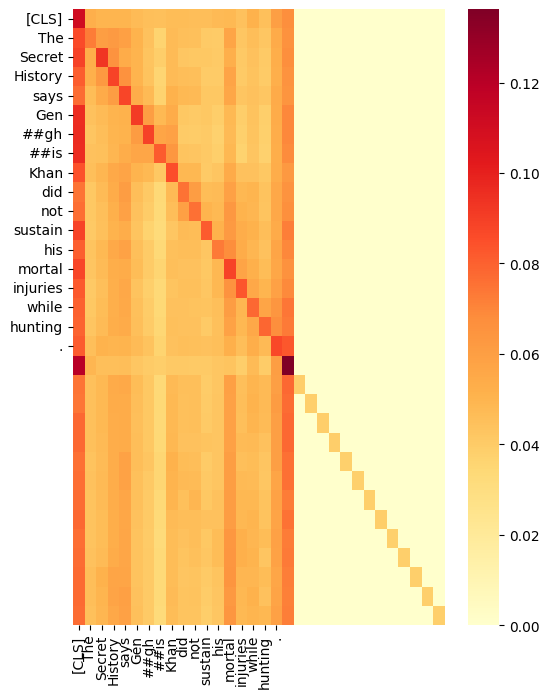 [CLS]
The
Secret
History
says
Gen
##gh
##is
Khan
did
not
sustain
his
mortal
injuries
while
hunting
.
0.12
0.10
0.08
0.06
0.04
0.02
0.00
[CLS]
The
Secret
History
says
Gen
##gh
##is
Khan
did
not
sustain
his
mortal
injuries
while
hunting
.